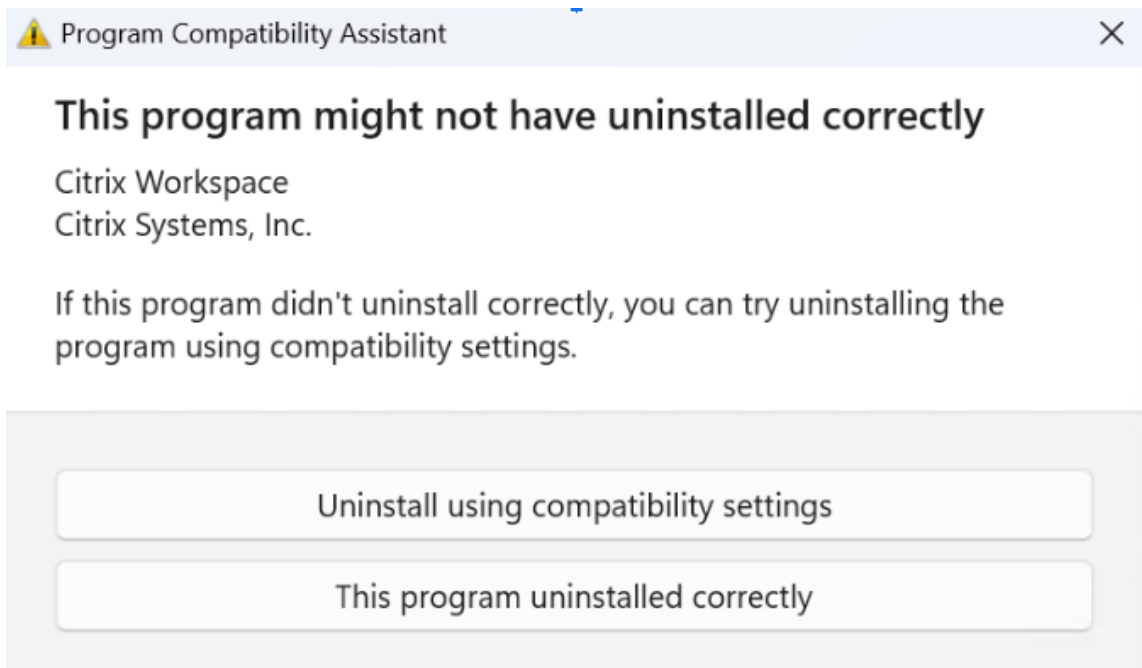 Program Compatibility Assistant
This program might not have uninstalled correctly
Citrix Workspace
Citrix Systems, Inc.
If this program didn't uninstall correctly, you can try uninstalling the
program using compatibility settings.
Uninstall using compatibility settings
This program uninstalled correctly